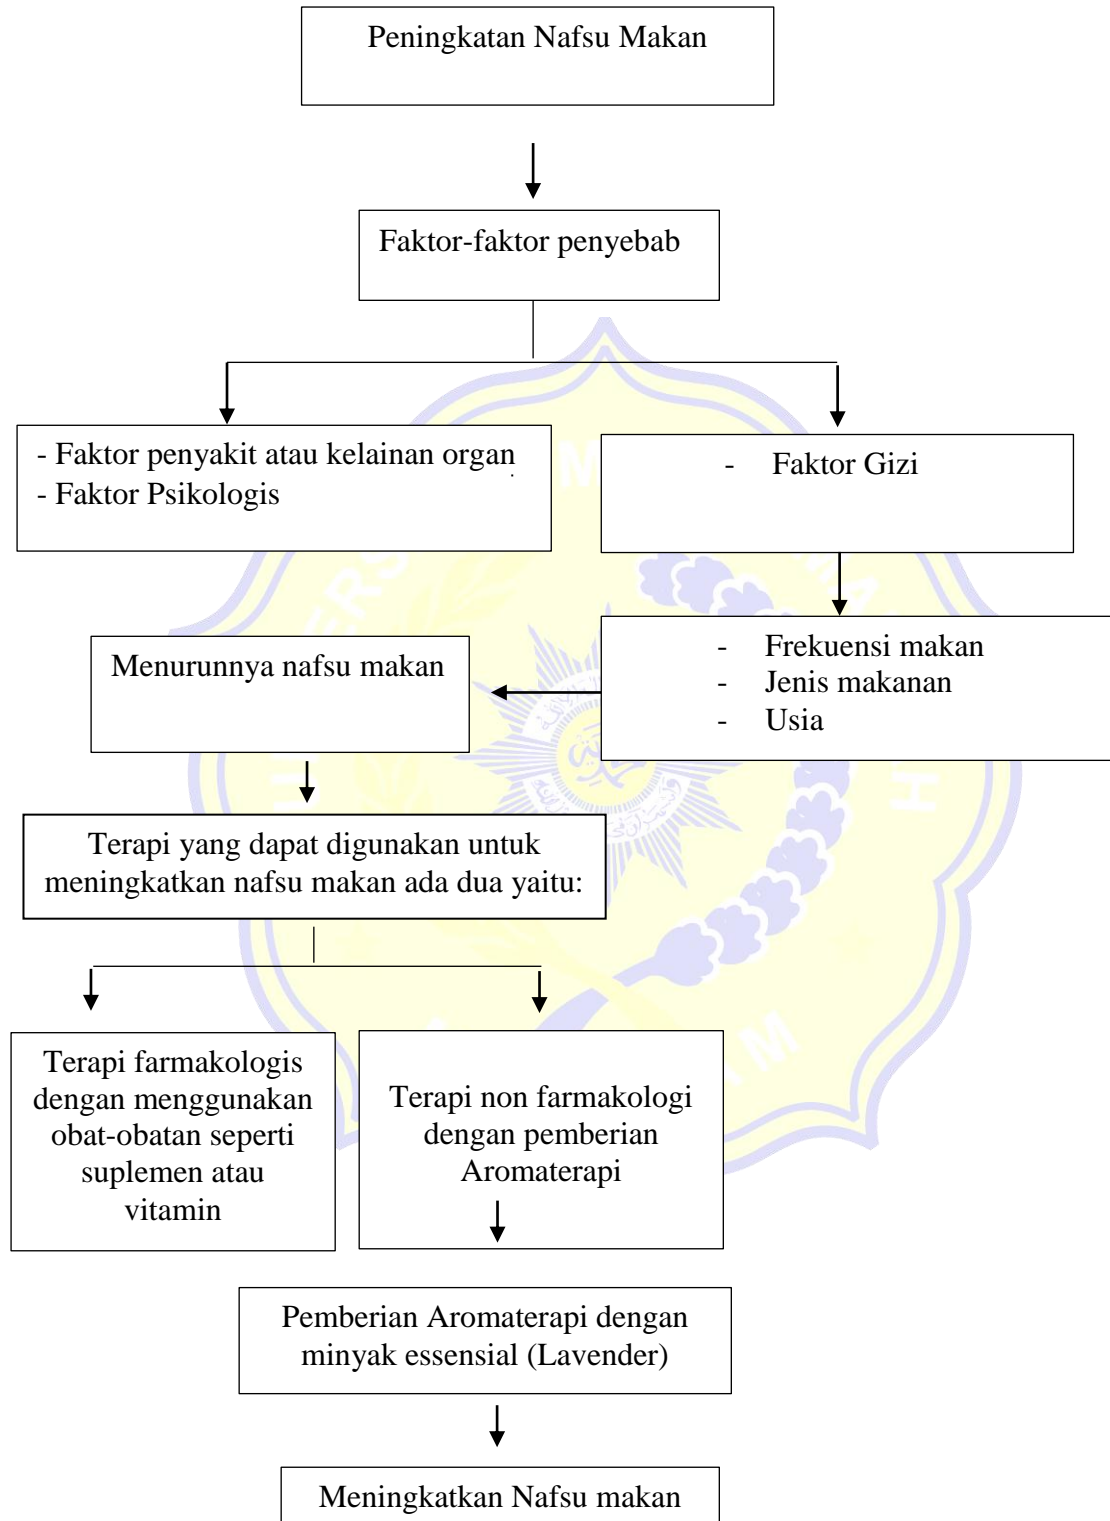 Peningkatan Nafsu Makan
Faktor-faktor penyebab
- Faktor penyakit atau kelainan organ
- Faktor Psikologis
- Faktor Gizi
- Frekuensi makan
- Jenis makanan
- Usia
Menurunnya nafsu makan
Terapi yang dapat digunakan untuk
meningkatkan nafsu makan ada dua yaitu:
Terapi farmakologis
dengan menggunakan
obat-obatan seperti
suplemen atau
vitamin
Terapi non farmakologi
dengan pemberian
Aromaterapi
Pemberian Aromaterapi dengan
minyak essensial (Lavender)
Meningkatkan Nafsu makan